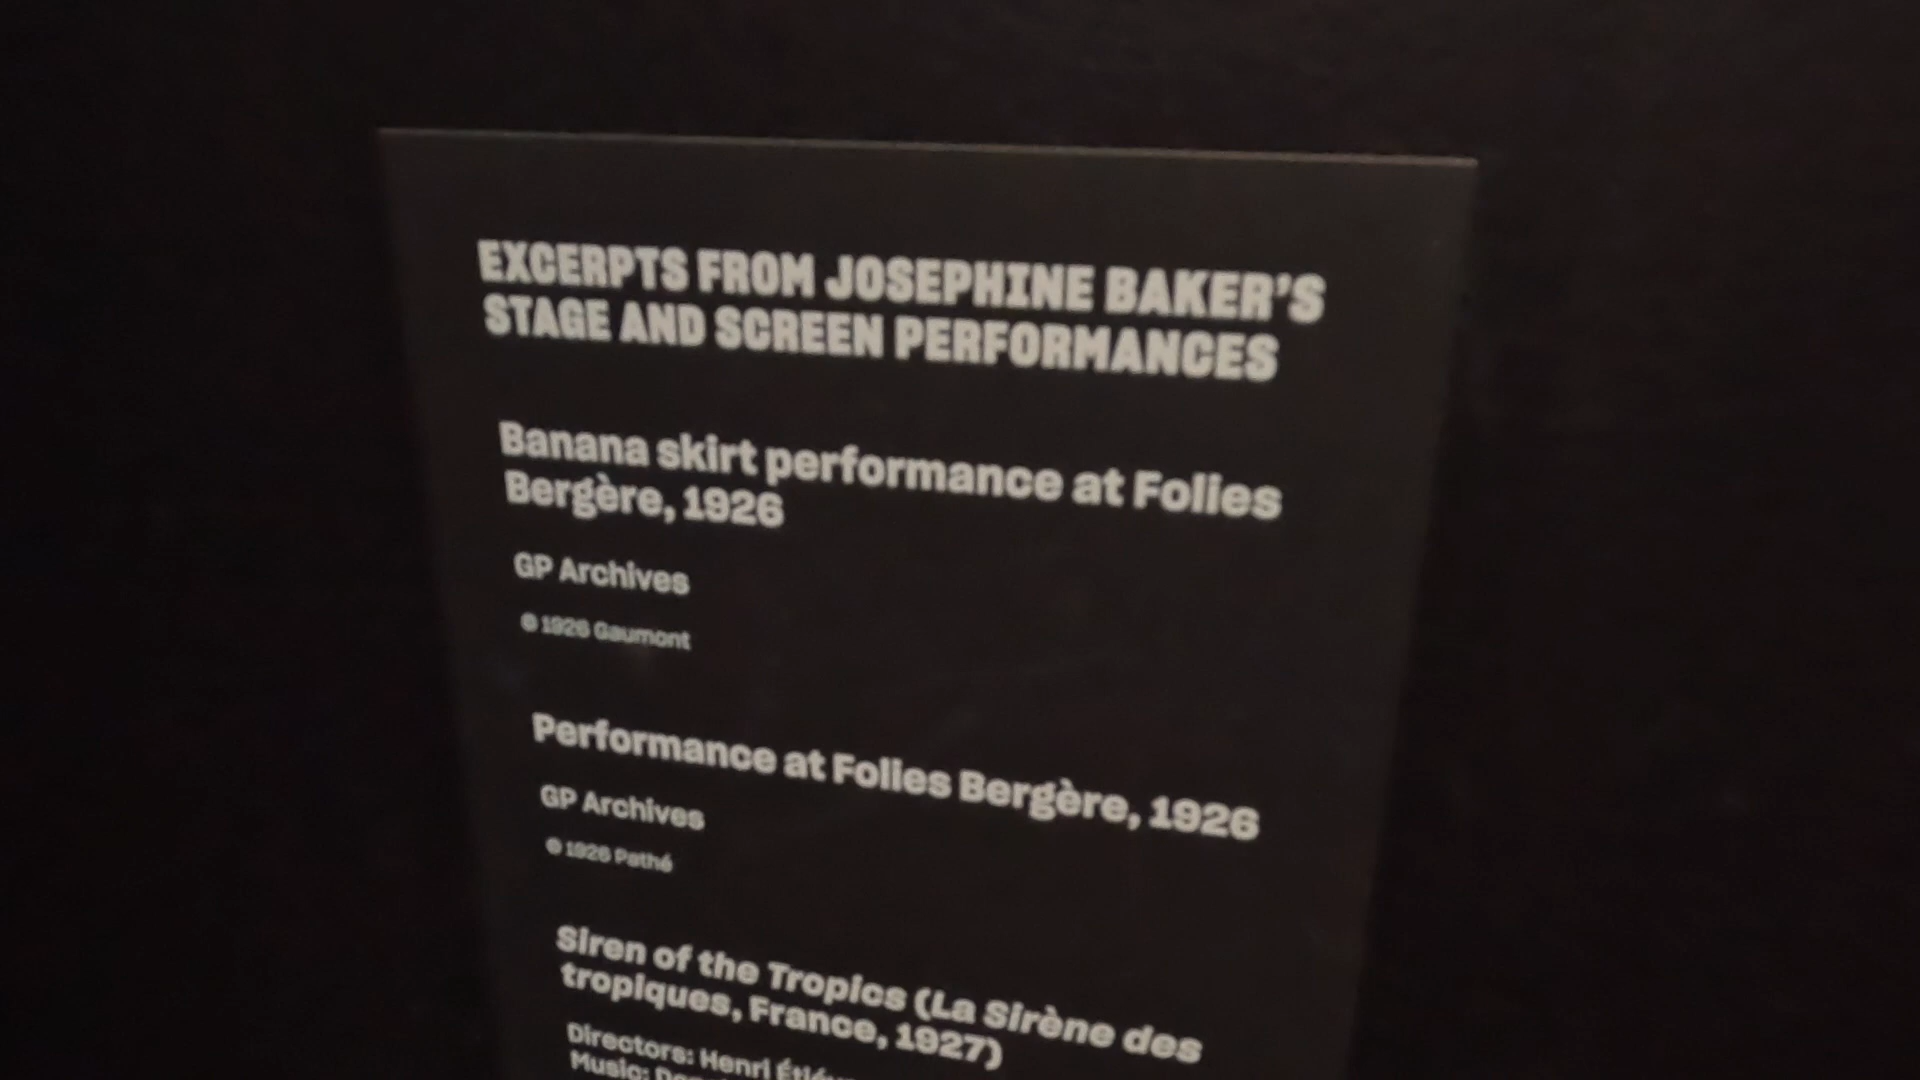 EXCERPTS FROM JOSEPHINE BAKER'S
STAGE AND SCREEN PERFORMANCES
Banana skirt performance at Folies
Bergère, 1926
GP Archives
© 1926 Gaumont
Performance at Folies Bergère, 1926
GP Archives
© 1926 Pathé
Siren of the Tropics (La Sirène des
tropiques, France, 1927)
Directors: Henri
Music: